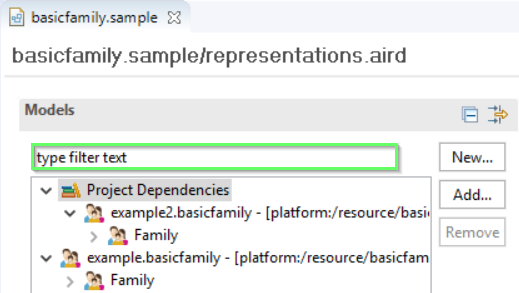 basicfamily.sample
basicfamily.sample/representations.aird
Models
type filter text
New...
Project Dependencies
Add...
example2.basicfamily - [platform:/resource/basi
Family
Remove
example.basicfamily - [platform:/resource/basicfam
Family